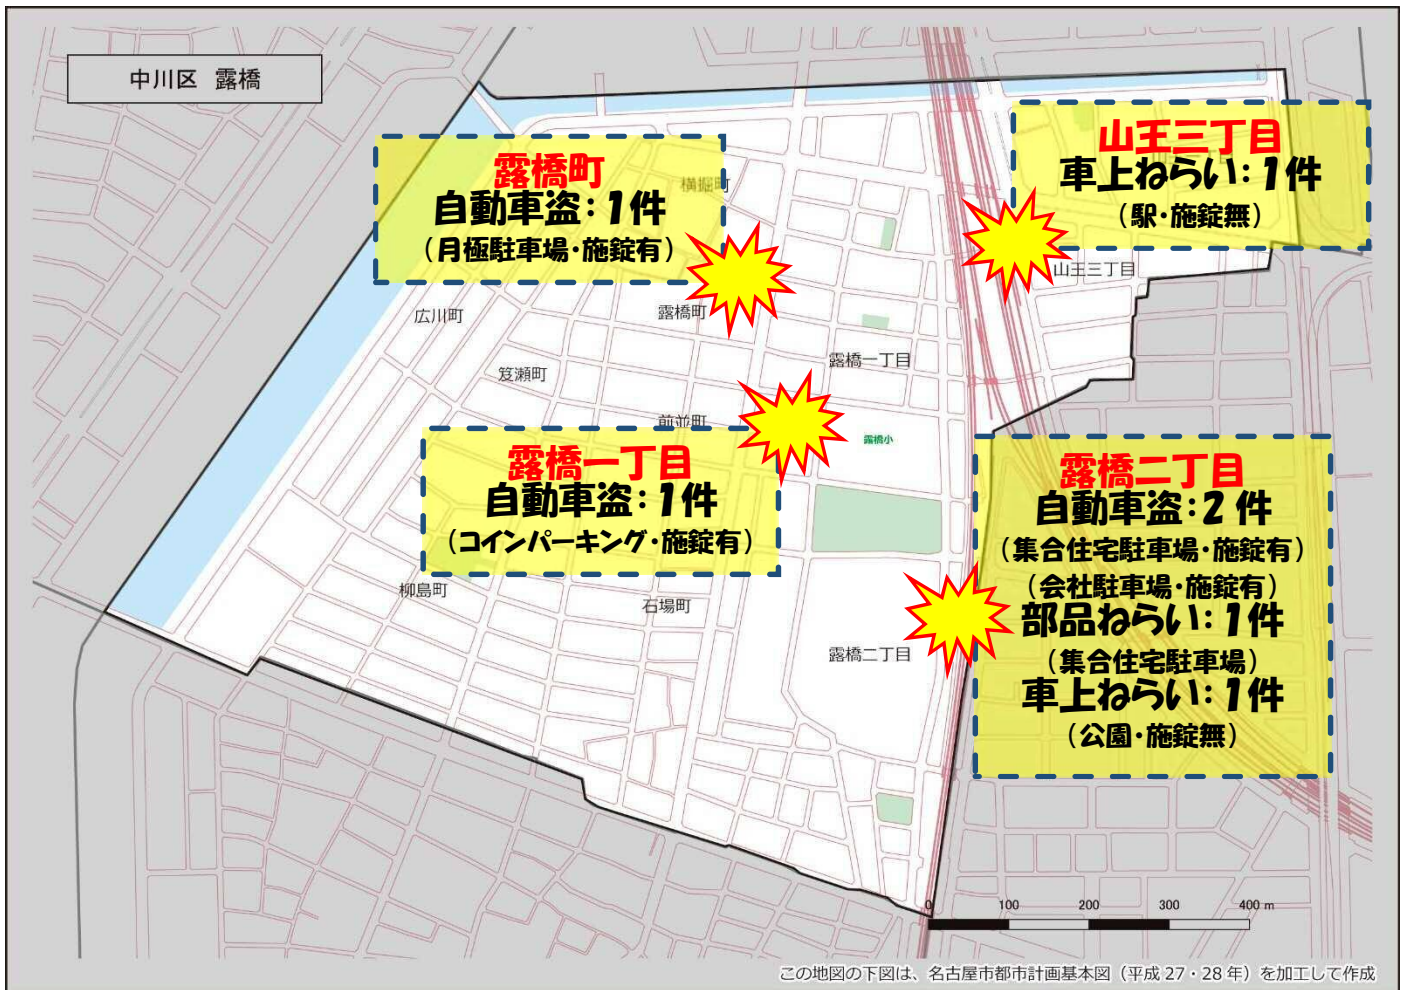 中川区 露橋
露橋町
自動車盗：1件
（月極駐車場・施錠有）
山王三丁目
車上ねらい：1件
（駅・施錠無）
横堀町
山王三丁目
広川町
露橋町
露橋一丁目
笈瀬町
前並町
露橋小
露橋一丁目
自動車盗：1件
（コインパーキング・施錠有）
露橋二丁目
自動車盗：2件
（集合住宅駐車場・施錠有）
（会社駐車場・施錠有）
部品ねらい：1件
（集合住宅駐車場）
車上ねらい：1件
（公園・施錠無）
柳島町
石場町
露橋二丁目
0 100 200 300 400 m
この地図の下図は、名古屋市都市計画基本図（平成 27・28 年）を加工して作成